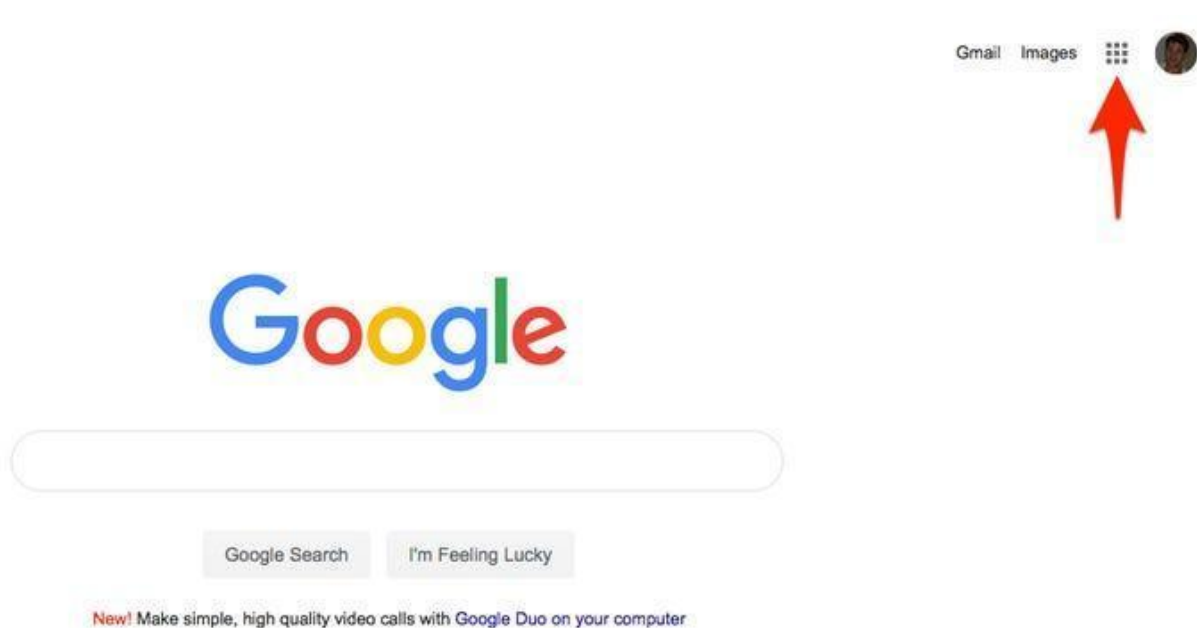 Gmail Images
Google
Google Search I'm Feeling Lucky
New! Make simple, high quality video calls with Google Duo on your computer